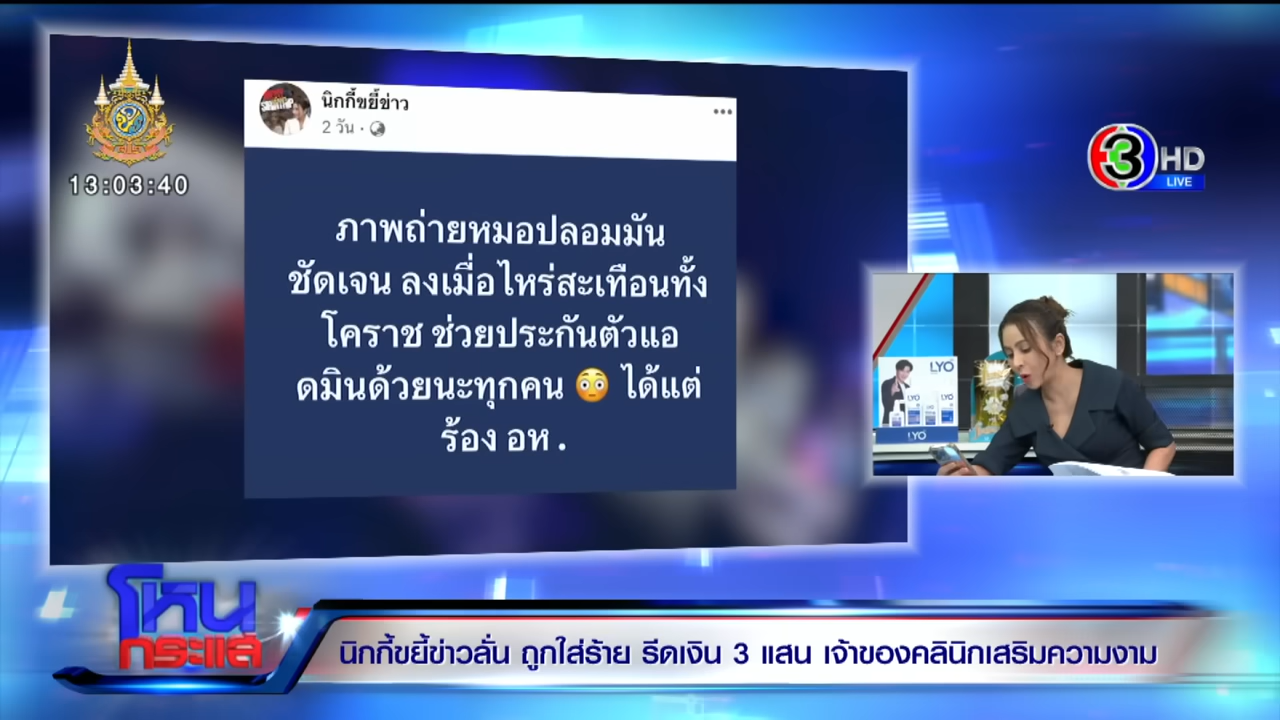 13:03:40
นิกกี้ขยี้ข่าว
2 วัน ·
ภาพถ่ายหมอปลอมมัน
ชัดเจน ลงเมื่อไหร่สะเทือนทั้ง
โคราช ช่วยประกันตัวแอ
ดมินด้วยนะทุกคน 😳 ได้แต่
ร้อง อห .
3 HD
LIVE
LYO
LYO
LYO
LYO
โหนกระแส
นิกกี้ขยี้ข่าวลั่น ถูกใส่ร้าย รีดเงิน 3 แสน เจ้าของคลินิกเสริมความงาม